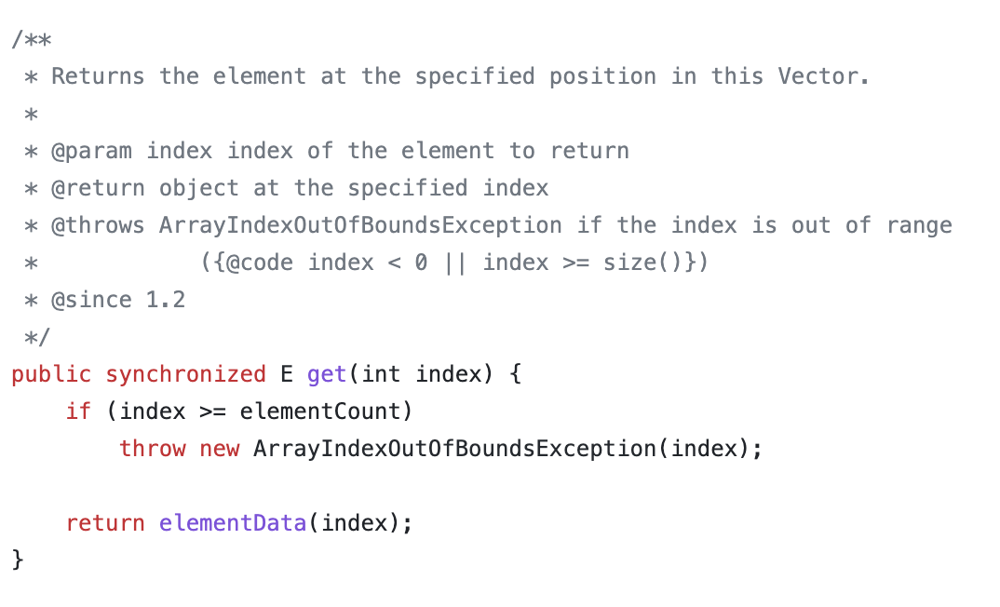 /**
 * Returns the element at the specified position in this Vector.
 *
 * @param index index of the element to return
 * @return object at the specified index
 * @throws ArrayIndexOutOfBoundsException if the index is out of range
 *            ({@code index < 0 || index >= size()})
 * @since 1.2
 */
public synchronized E get(int index) {
    if (index >= elementCount)
        throw new ArrayIndexOutOfBoundsException(index);

    return elementData(index);
}